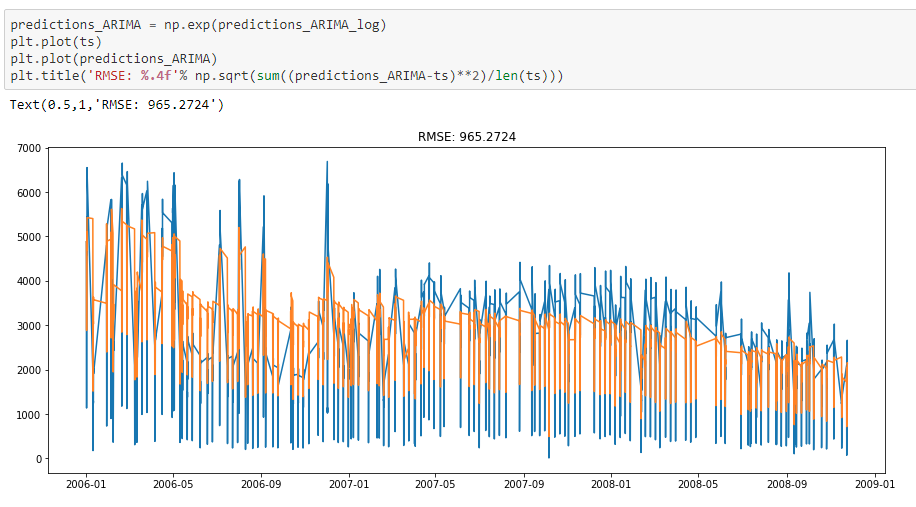 predictions_ARIMA = np.exp(predictions_ARIMA_log)
plt.plot(ts)
plt.plot(predictions_ARIMA)
plt.title('RMSE: %.4f'% np.sqrt(sum((predictions_ARIMA-ts)**2)/len(ts)))
Text(0.5,1,'RMSE: 965.2724')
RMSE: 965.2724
7000
6000
5000
4000
3000
2000
1000
0
2006-01 2006-05 2006-09 2007-01 2007-05 2007-09 2008-01 2008-05 2008-09 2009-01